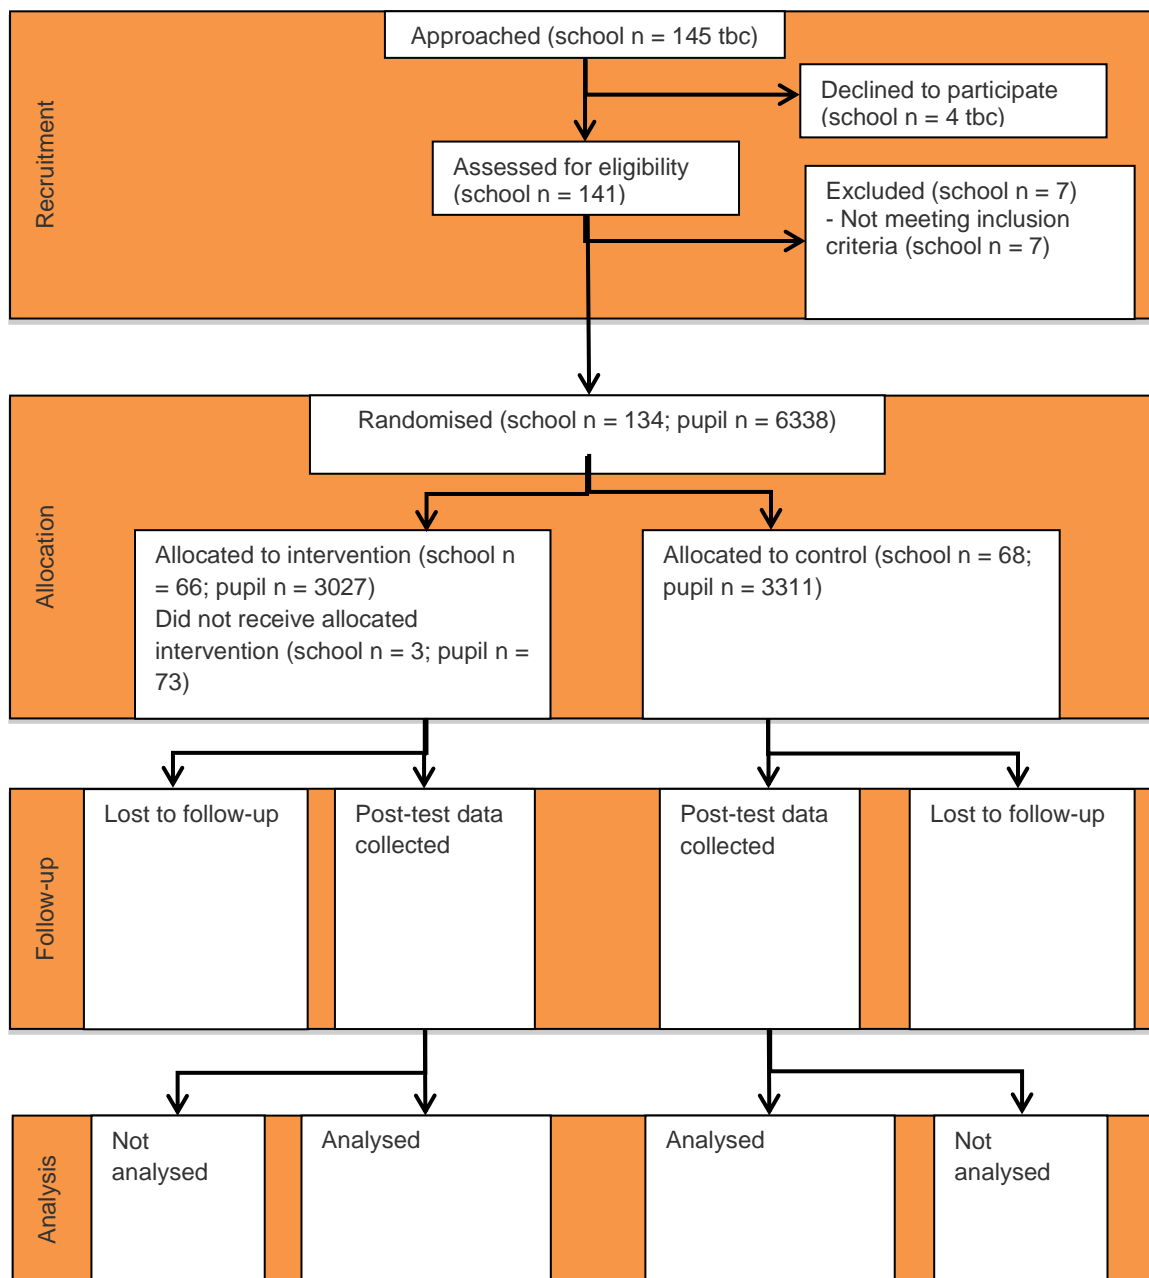 Approached (school n = 145 tbc)
Declined to participate
(school n = 4 tbc)
Assessed for eligibility
(school n = 141)
Excluded (school n = 7)
- Not meeting inclusion
criteria (school n = 7)
Recruitment
Randomised (school n = 134; pupil n = 6338)
Allocated to intervention (school n
= 66; pupil n = 3027)
Did not receive allocated
intervention (school n = 3; pupil n =
73)
Allocated to control (school n = 68;
pupil n = 3311)
Allocation
Lost to follow-up
Post-test data
collected
Post-test data
collected
Lost to follow-up
Follow-up
Not
analysed
Analysed
Analysed
Not
analysed
Analysis